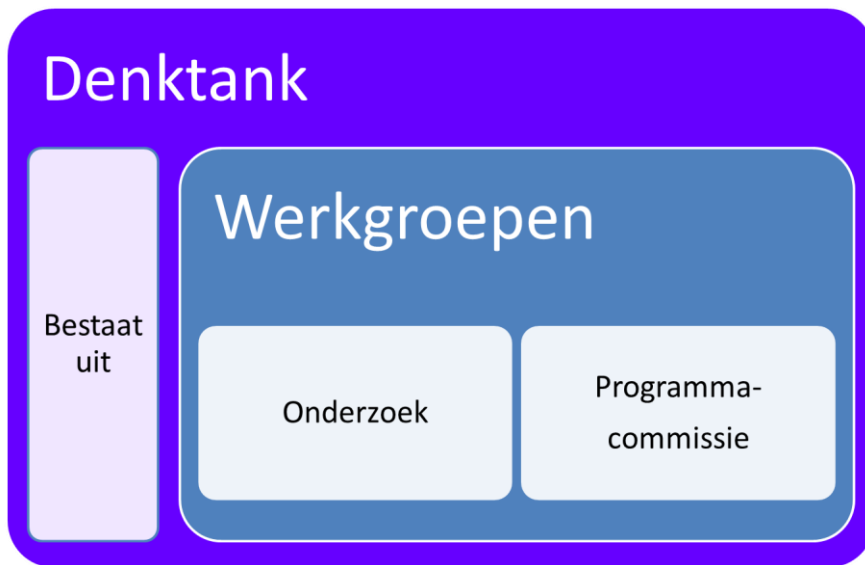 Denktank
Bestaat
uit
Werkgroepen
Onderzoek
Programma-
commissie